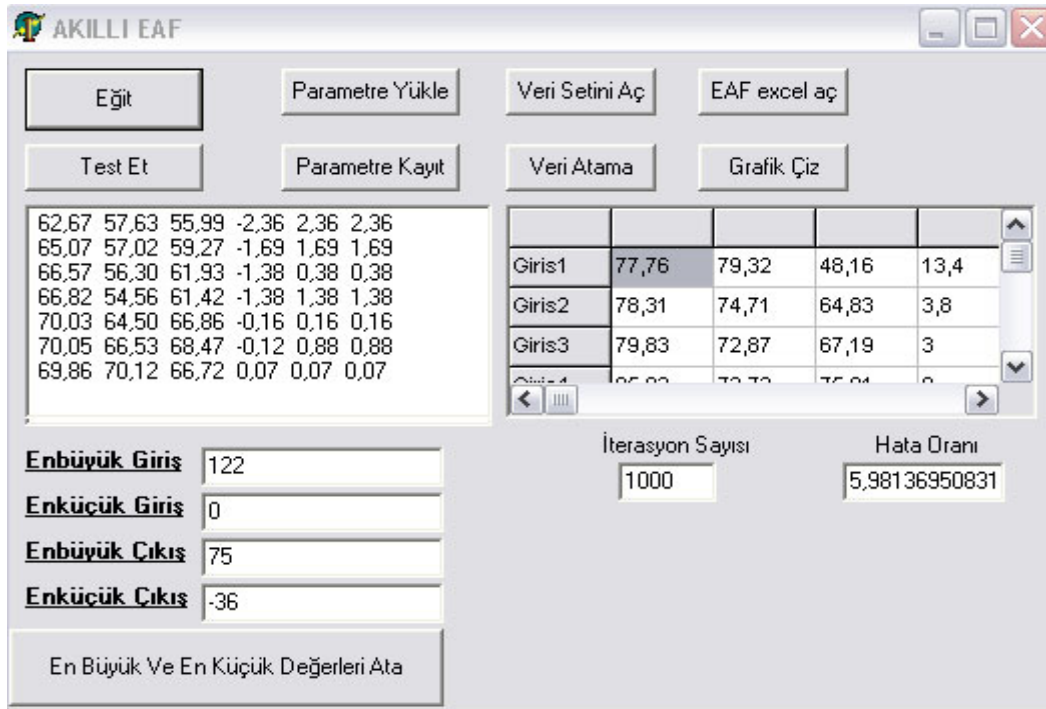 AKILLI EAF
Eğit
Parametre Yükle
Veri Setini Aç
EAF excel aç
Test Et
Parametre Kayıt
Veri Atama
Grafik Çiz
62,67 57,63 55,99 -2,36 2,36 2,36
65,07 57,02 59,27 -1,69 1,69 1,69
66,57 56,30 61,93 -1,38 0,38 0,38
66,82 54,56 61,42 -1,38 1,38 1,38
70,03 64,50 66,86 -0,16 0,16 0,16
70,05 66,53 68,47 -0,12 0,88 0,88
69,86 70,12 66,72 0,07 0,07 0,07
Giris1 77,76 79,32 48,16 13,4
Giris2 78,31 74,71 64,83 3,8
Giris3 79,83 72,87 67,19 3
Enbüyük Giriş 122
Enküçük Giriş 0
Enbüyük Çıkış 75
Enküçük Çıkış -36
İterasyon Sayısı
1000
Hata Oranı
5,98136950831
En Büyük Ve En Küçük Değerleri Ata